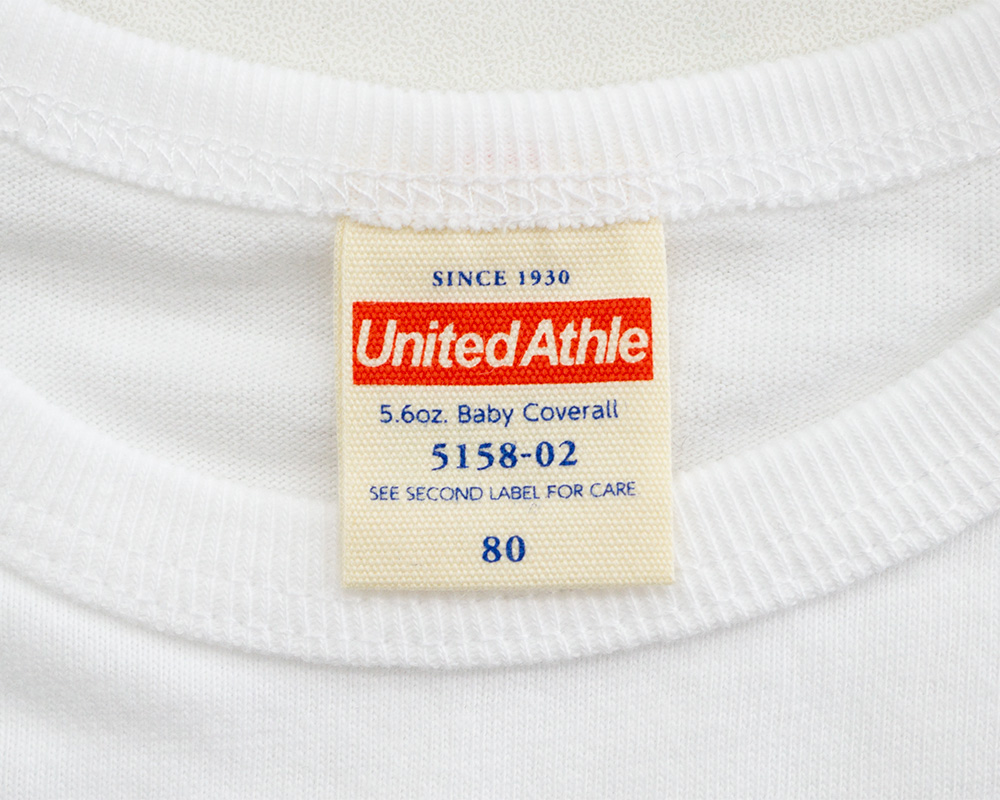 SINCE 1930
United Athle
5.6oz. Baby Coverall
5158-02
SEE SECOND LABEL FOR CARE
80